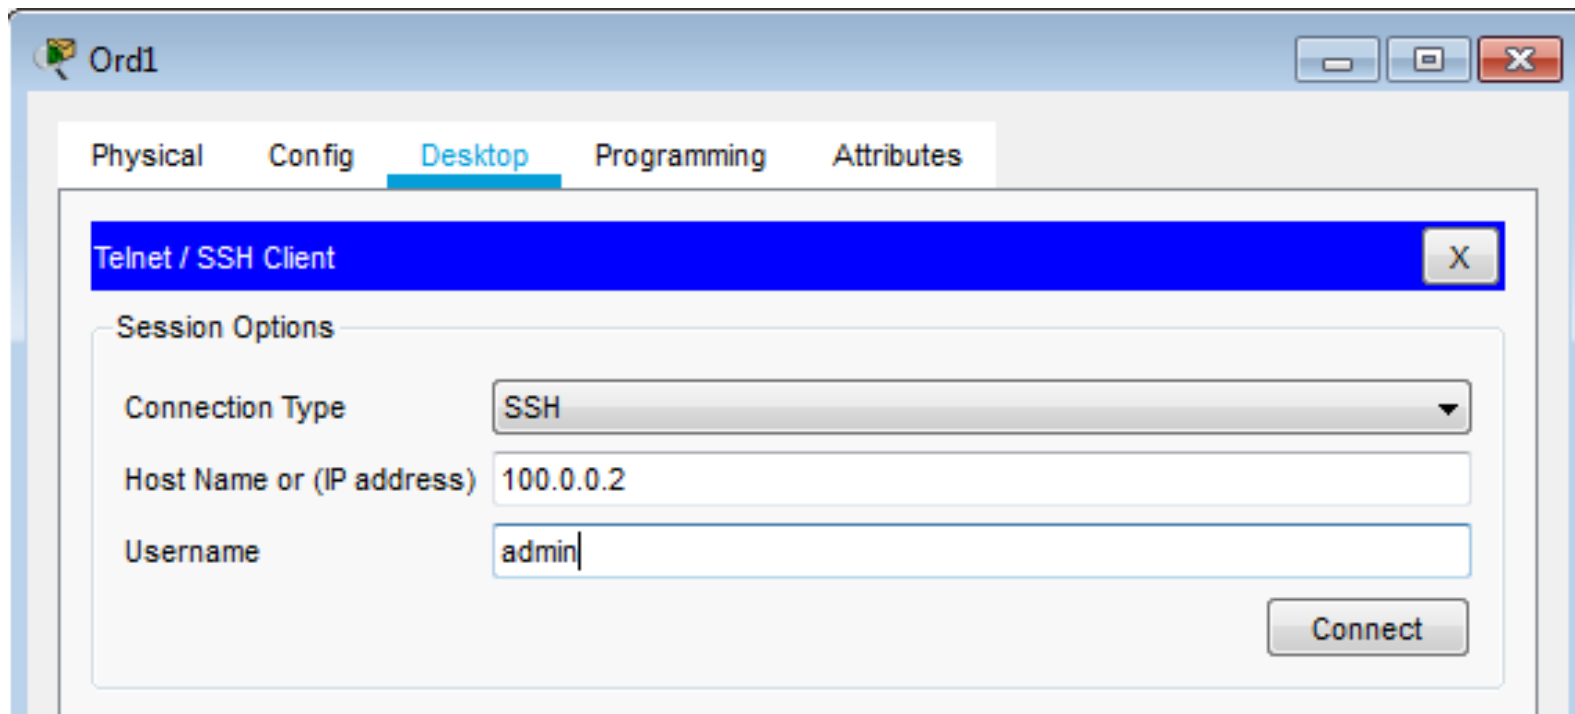 Ord1
Physical Config Desktop Programming Attributes
Telnet / SSH Client X
Session Options
Connection Type SSH
Host Name or (IP address) 100.0.0.2
Username admin
Connect